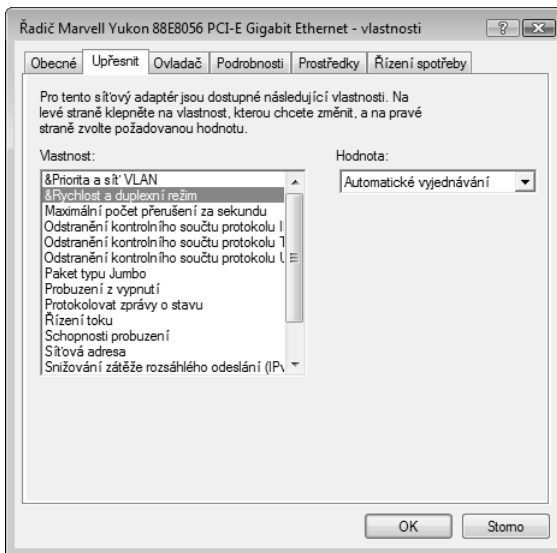 Řadič Marvell Yukon 88E8056 PCI-E Gigabit Ethernet - vlastnosti
Obecné Upřesnit Ovladač Podrobnosti Prostředky Řízení spotřeby
Pro tento síťový adaptér jsou dostupné následující vlastnosti. Na
levé straně klepněte na vlastnost, kterou chcete změnit, a na pravé
straně zvolte požadovanou hodnotu.
Vlastnost:
Hodnota:
&Priorita a síť VLAN
&Rychlost a duplexní režim
Automatické vyjednávání
Maximální počet přerušení za sekundu
Odstranění kontrolního součtu protokolu I
Odstranění kontrolního součtu protokolu T
Odstranění kontrolního součtu protokolu U
Paket typu Jumbo
Probuzení z vypnutí
Protokolovat zprávy o stavu
Řízení toku
Schopnosti probuzení
Síťová adresa
Snižování zátěže rozsáhlého odeslání (IPv
OK
Storno